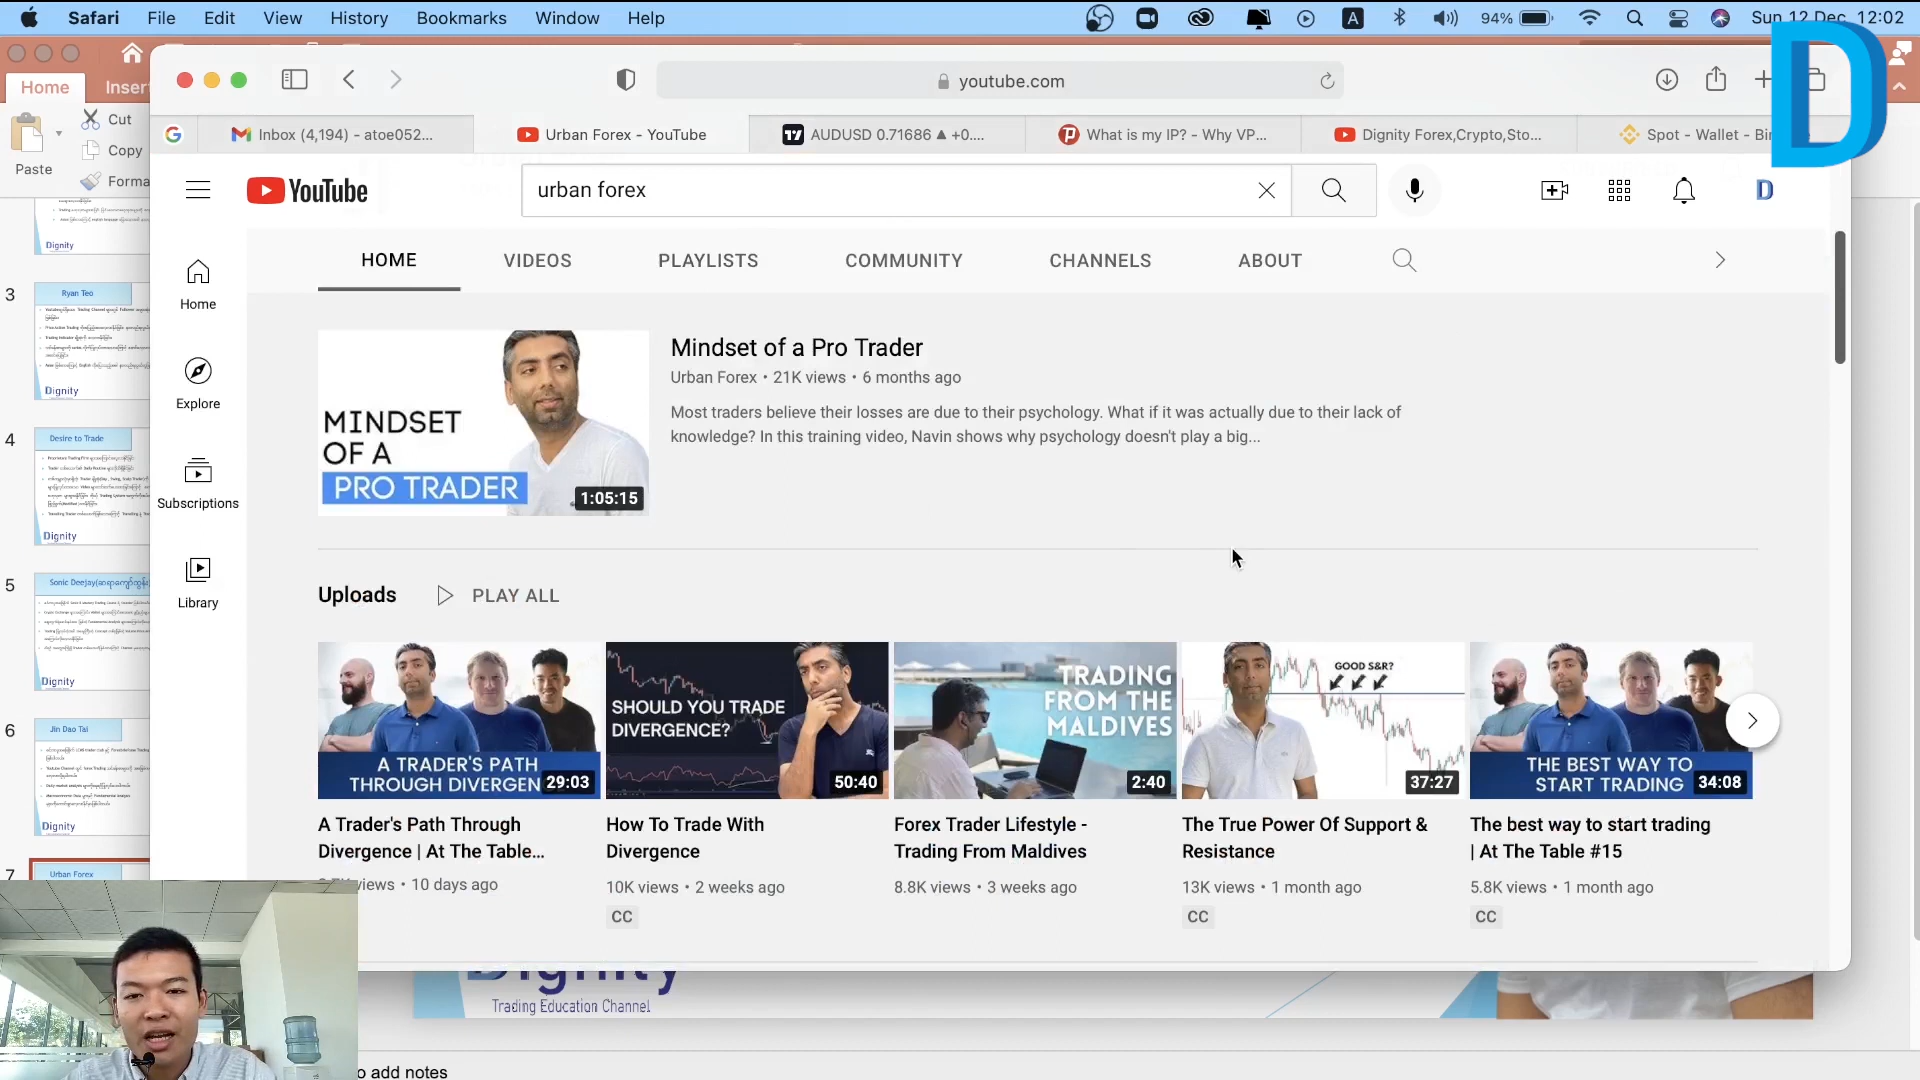 Safari File Edit View History Bookmarks Window Help
A 94% Sun 12 Dec 12:02
Home Insert
youtube.com
Cut
Inbox (4,194) - atoe052...
Urban Forex - YouTube
AUDUSD 0.71686 ▲ +0....
What is my IP? - Why VP...
Dignity Forex,Crypto,Sto...
Spot - Wallet - Bi
D
Copy
Paste
Forma
YouTube
urban forex
D
HOME VIDEOS PLAYLISTS COMMUNITY CHANNELS ABOUT
Home
Explore
Subscriptions
Library
Dignity
3
Ryan Teo
Dignity
4
Desire to Trade
Dignity
5
Sonic Deejay
Dignity
6
Jin Dao Tai
Dignity
7
Urban Forex
MINDSET
OF A
PRO TRADER
1:05:15
Mindset of a Pro Trader
Urban Forex • 21K views • 6 months ago
Most traders believe their losses are due to their psychology. What if it was actually due to their lack of
knowledge? In this training video, Navin shows why psychology doesn't play a big...
Uploads PLAY ALL
A TRADER'S PATH
THROUGH DIVERGEN
29:03
SHOULD YOU TRADE
DIVERGENCE?
50:40
TRADING
FROM THE
MALDIVES
2:40
GOOD S&R?
37:27
THE BEST WAY TO
START TRADING
34:08
A Trader's Path Through
Divergence | At The Table...
views • 10 days ago
How To Trade With
Divergence
10K views • 2 weeks ago
CC
Forex Trader Lifestyle -
Trading From Maldives
8.8K views • 3 weeks ago
The True Power Of Support &
Resistance
13K views • 1 month ago
CC
The best way to start trading
| At The Table #15
5.8K views • 1 month ago
CC
Dignity
Trading Education Channel
o add notes